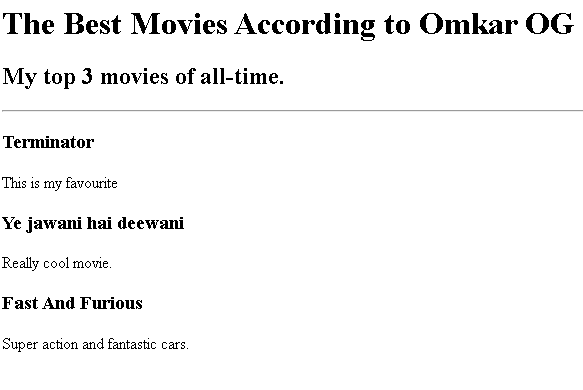 The Best Movies According to Omkar OG
My top 3 movies of all-time.
Terminator
This is my favourite
Ye jawani hai deewani
Really cool movie.
Fast And Furious
Super action and fantastic cars.